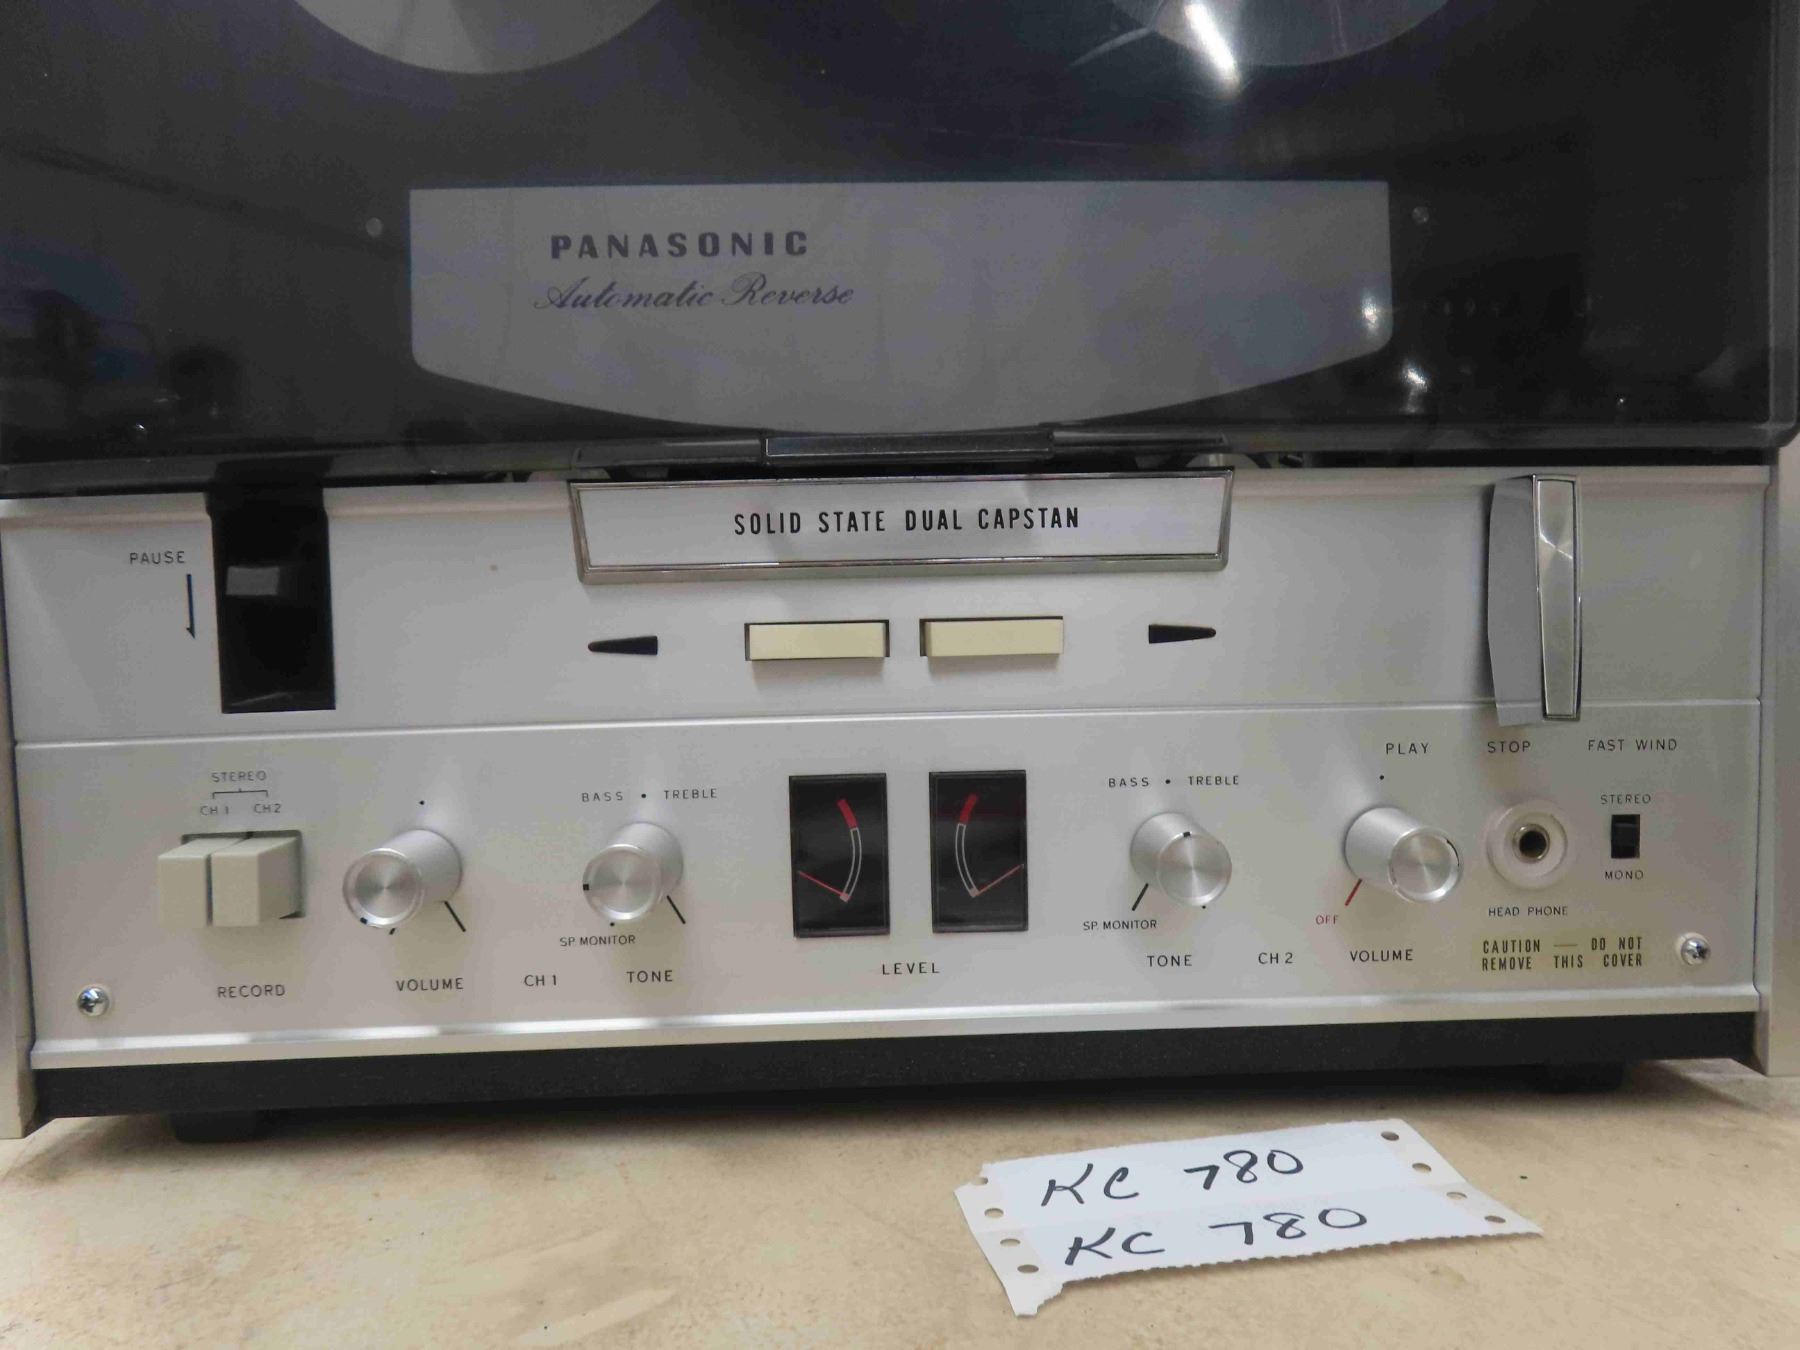 PANASONIC
Automatic Reverse
SOLID STATE DUAL CAPSTAN
PAUSE
PLAY STOP FAST WIND
STEREO
CH 1 CH 2
RECORD
VOLUME
CH 1
BASS • TREBLE
SP. MONITOR
TONE
LEVEL
BASS • TREBLE
SP. MONITOR
TONE
CH 2
OFF
VOLUME
HEAD PHONE
STEREO
MONO
CAUTION — DO NOT
REMOVE THIS COVER
KC 780
KC 780